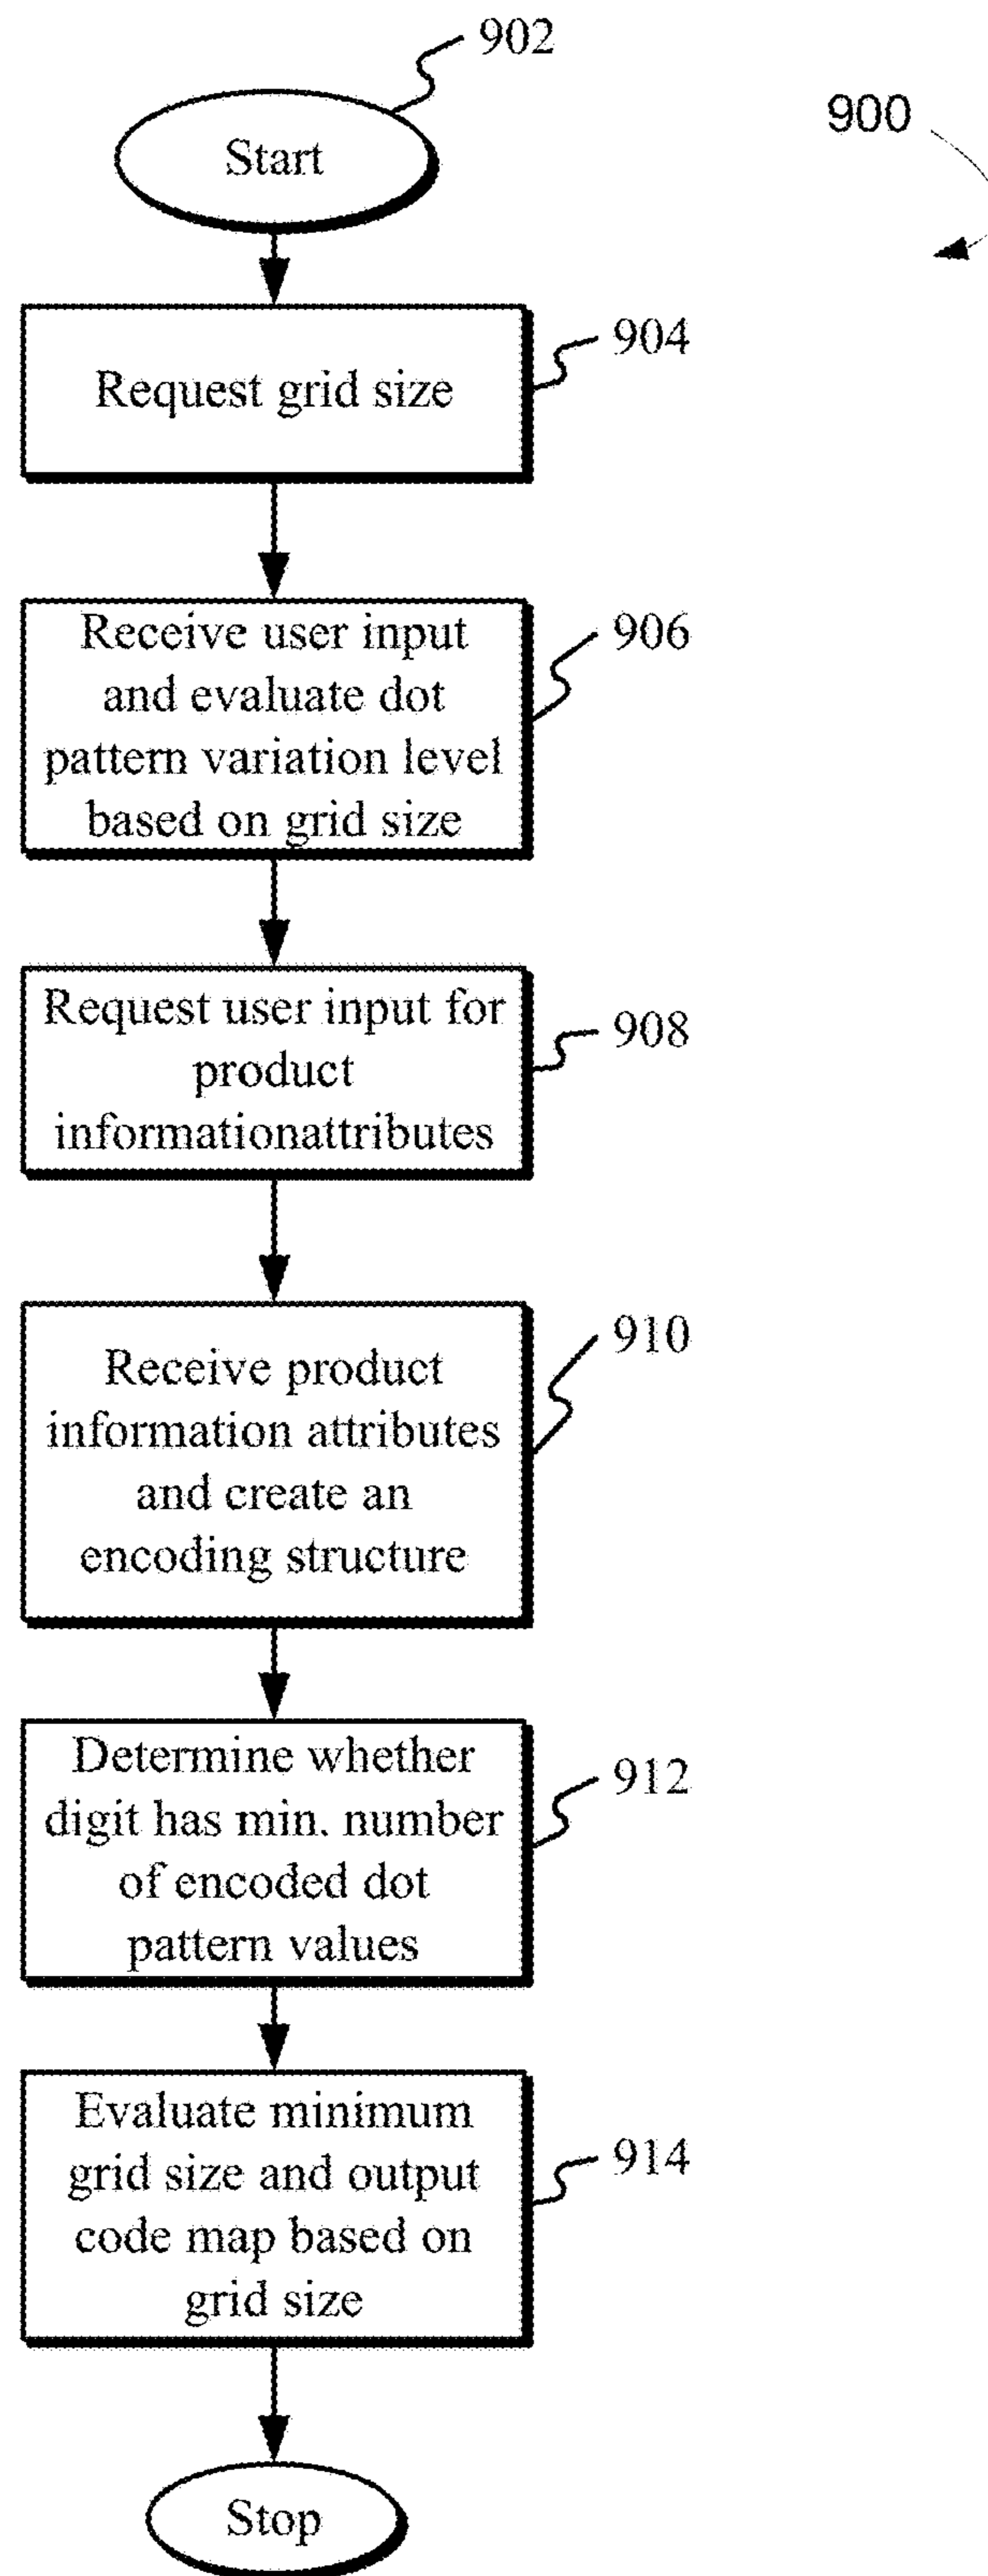 902
Start
900
904
Request grid size
906
Receive user input
and evaluate dot
pattern variation level
based on grid size
908
Request user input for
product
informationattributes
910
Receive product
information attributes
and create an
encoding structure
912
Determine whether
digit has min. number
of encoded dot
pattern values
914
Evaluate minimum
grid size and output
code map based on
grid size
Stop